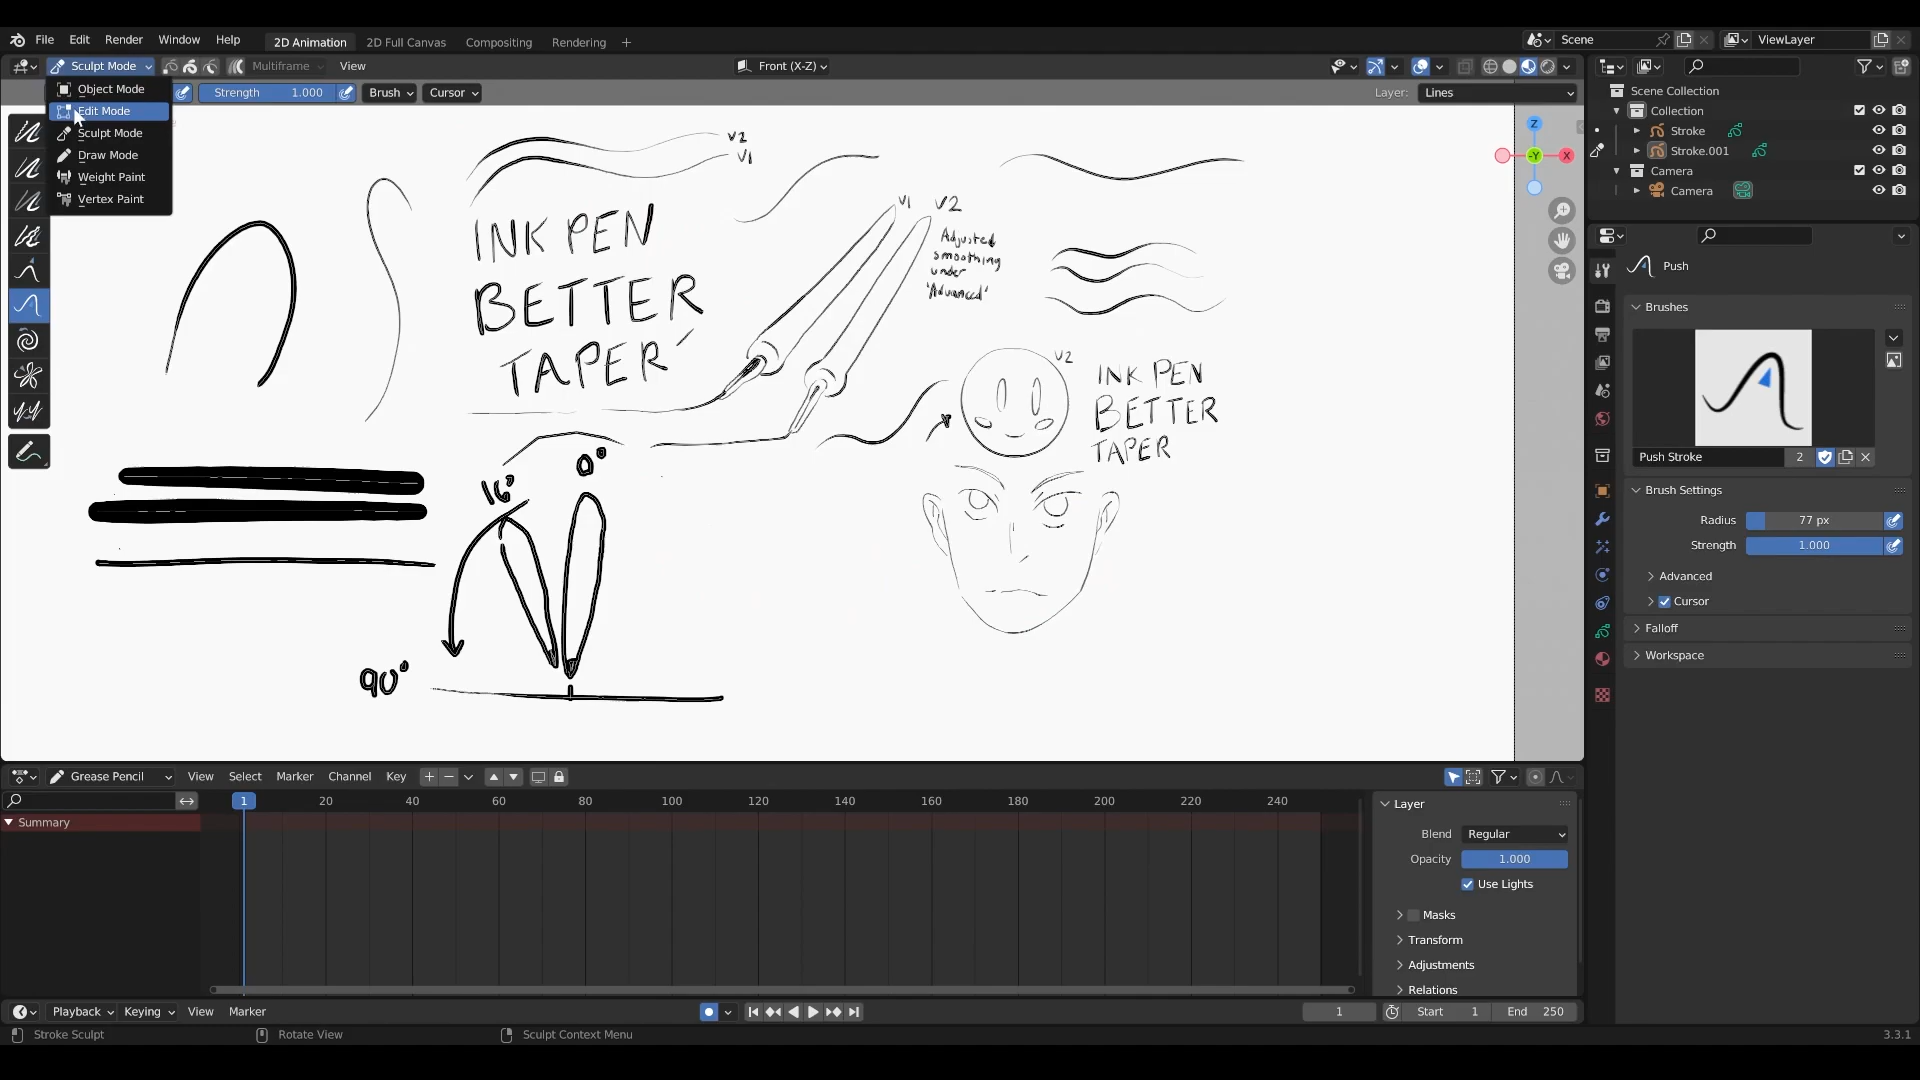 File Edit Render Window Help 2D Animation 2D Full Canvas Compositing Rendering + Scene ViewLayer
Sculpt Mode Multiframe View Front (X-Z)
Strength 1.000 Brush Cursor Layer: Lines
Object Mode
Edit Mode
Sculpt Mode
Draw Mode
Weight Paint
Vertex Paint
V2
V1
INK PEN
BETTER
TAPER
V1 V2
Adjusted
smoothing
under
'Advanced'
V2
INK PEN
BETTER
TAPER
0°
16°
90°
Z
-Y
X
Scene Collection
Collection
Stroke
Stroke.001
Camera
Camera
Push
Brushes
Push Stroke 2
Brush Settings
Radius 77 px
Strength 1.000
Advanced
Cursor
Falloff
Workspace
Grease Pencil View Select Marker Channel Key
1 20 40 60 80 100 120 140 160 180 200 220 240
Summary
Layer
Blend Regular
Opacity 1.000
Use Lights
Masks
Transform
Adjustments
Relations
Playback Keying View Marker 1 Start 1 End 250
Stroke Sculpt Rotate View Sculpt Context Menu 3.3.1